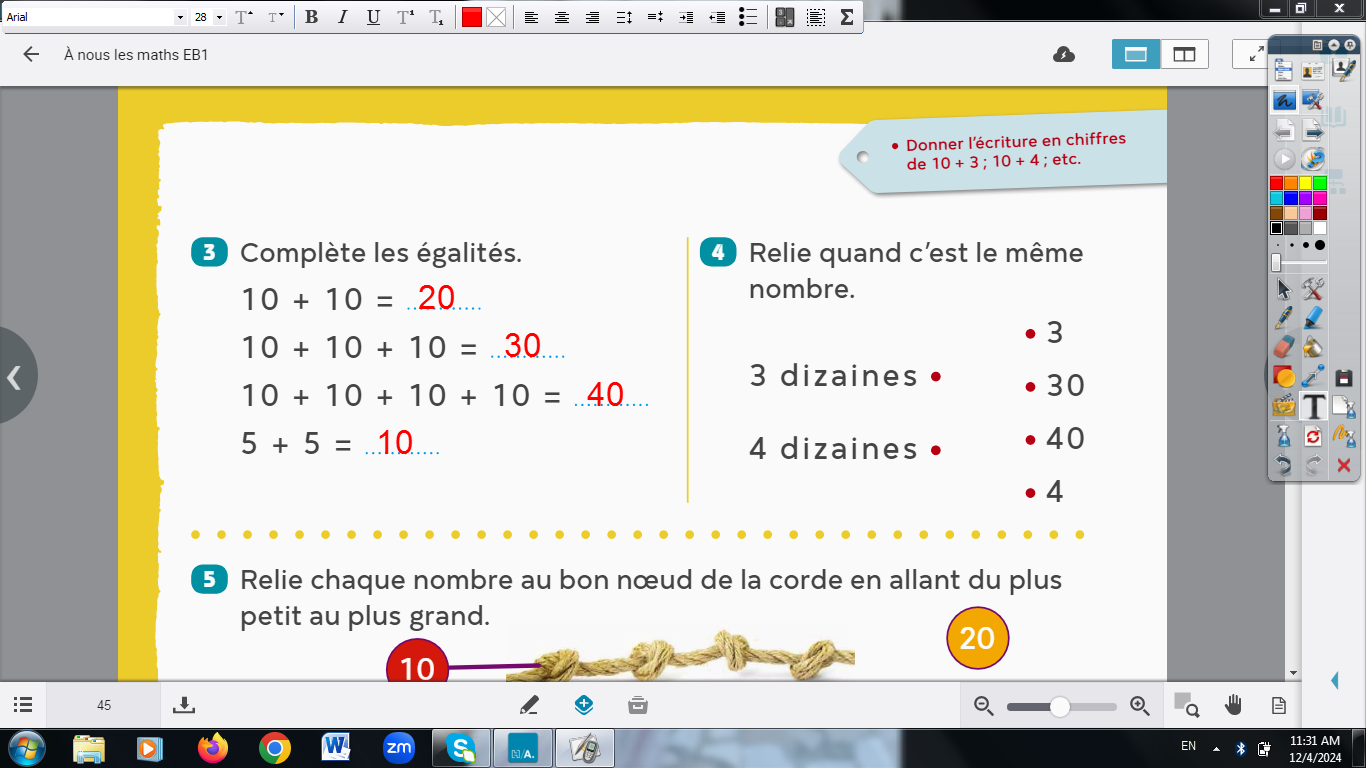 Arial 28 B I U T T Σ
À nous les maths EB1
• Donner l'écriture en chiffres
de 10 + 3 ; 10 + 4 ; etc.
3 Complète les égalités.
10 + 10 = 20
10 + 10 + 10 = 30
10 + 10 + 10 + 10 = 40
5 + 5 = 10
4 Relie quand c'est le même
nombre.
3 dizaines •
4 dizaines •
• 3
• 30
• 40
• 4
5 Relie chaque nombre au bon nœud de la corde en allant du plus
petit au plus grand.
10
20
45
EN
11:31 AM
12/4/2024